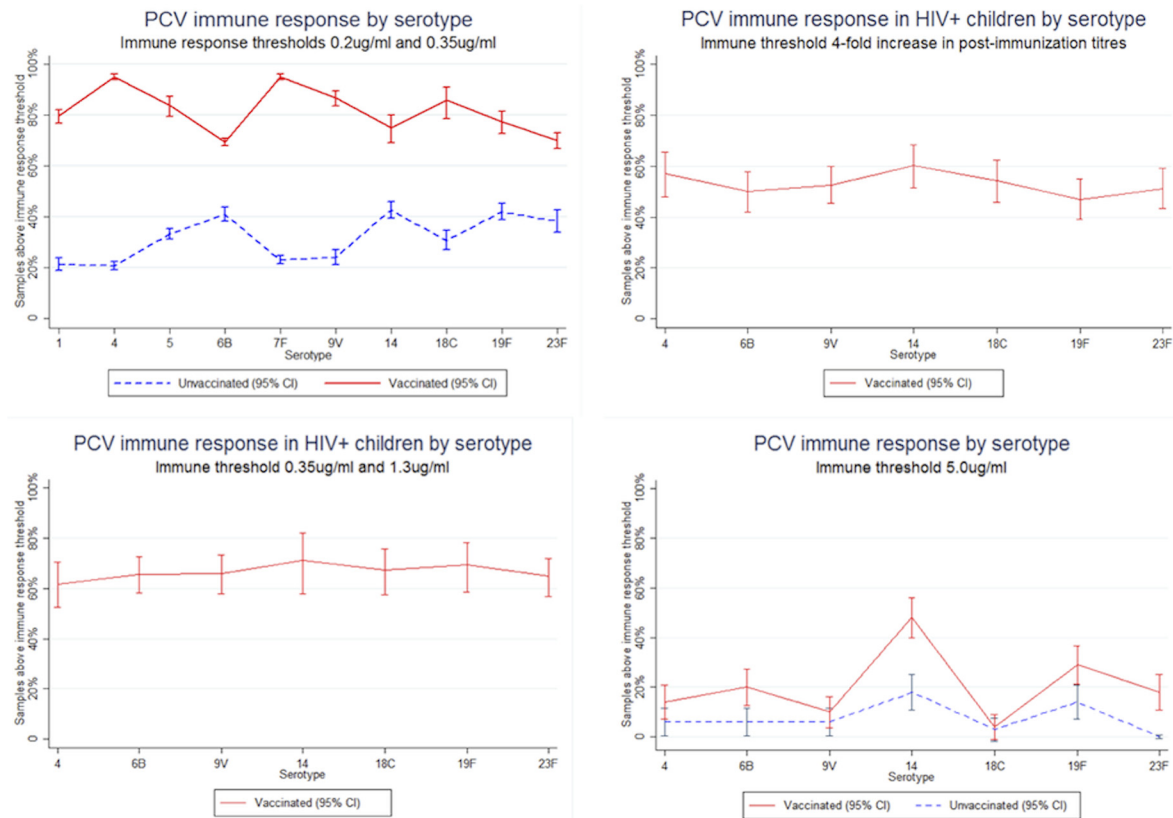 PCV immune response by serotype
Immune response thresholds 0.2ug/ml and 0.35ug/ml
Samples above immune response threshold
100%
80%
60%
40%
20%
0
1 4 5 6B 7F 9V 14 18C 19F 23F
Serotype
Unvaccinated (95% CI) Vaccinated (95% CI)
PCV immune response in HIV+ children by serotype
Immune threshold 4-fold increase in post-immunization titres
Samples above immune response threshold
100%
80%
60%
40%
20%
0
4 6B 9V 14 18C 19F 23F
Serotype
Vaccinated (95% CI)
PCV immune response in HIV+ children by serotype
Immune threshold 0.35ug/ml and 1.3ug/ml
Samples above immune response threshold
100%
80%
60%
40%
20%
0
4 6B 9V 14 18C 19F 23F
Serotype
Vaccinated (95% CI)
PCV immune response by serotype
Immune threshold 5.0ug/ml
Samples above immune response threshold
100%
80%
60%
40%
20%
0
4 6B 9V 14 18C 19F 23F
Serotype
Vaccinated (95% CI) Unvaccinated (95% CI)